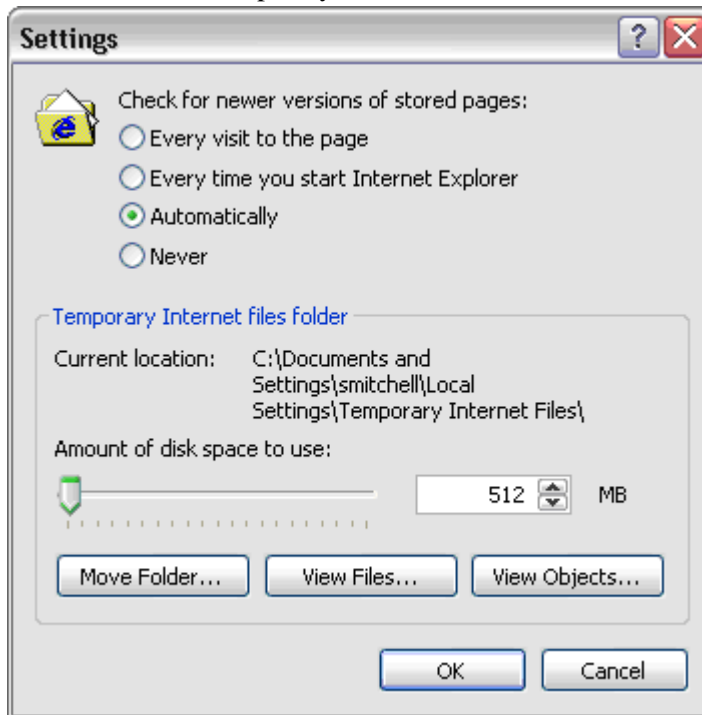 Settings
?
Check for newer versions of stored pages:
Every visit to the page
Every time you start Internet Explorer
Automatically
Never
Temporary Internet files folder
Current location: C:\Documents and
Settings\smitchell\Local
Settings\Temporary Internet Files\
Amount of disk space to use:
512 MB
Move Folder... View Files... View Objects...
OK Cancel